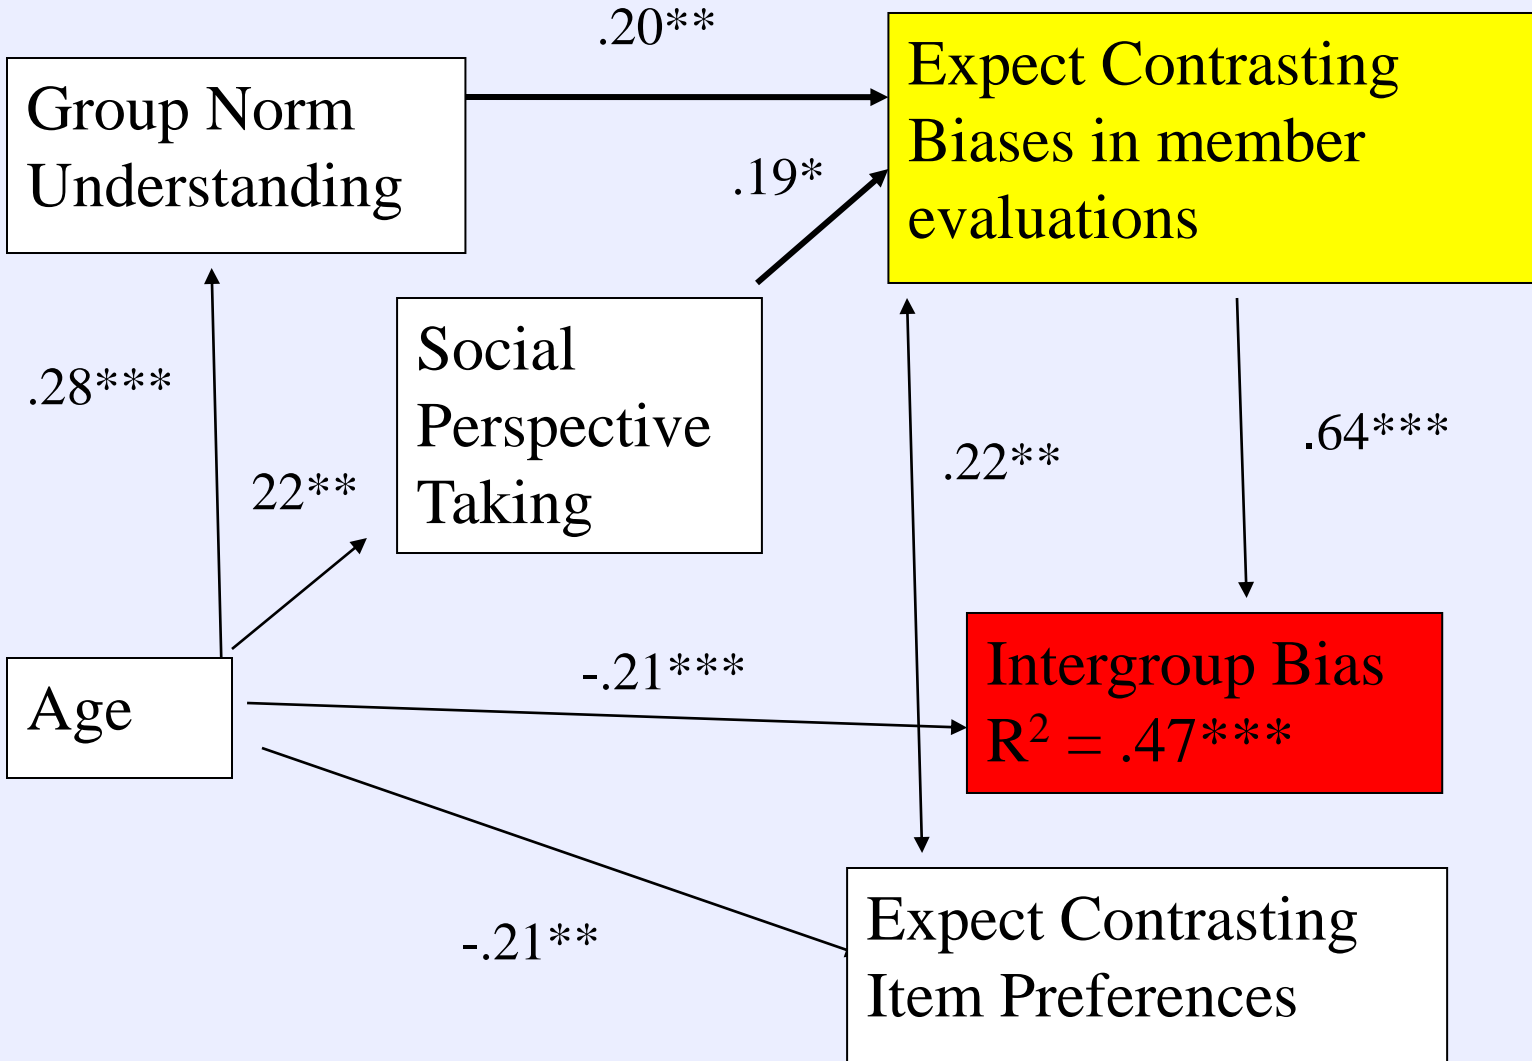 .20**
Expect Contrasting
Biases in member
evaluations
Group Norm
Understanding
.19*
Social
Perspective
Taking
.28***
22**
.22**
.64***
Age
-.21***
Intergroup Bias
R² = .47***
-.21**
Expect Contrasting
Item Preferences